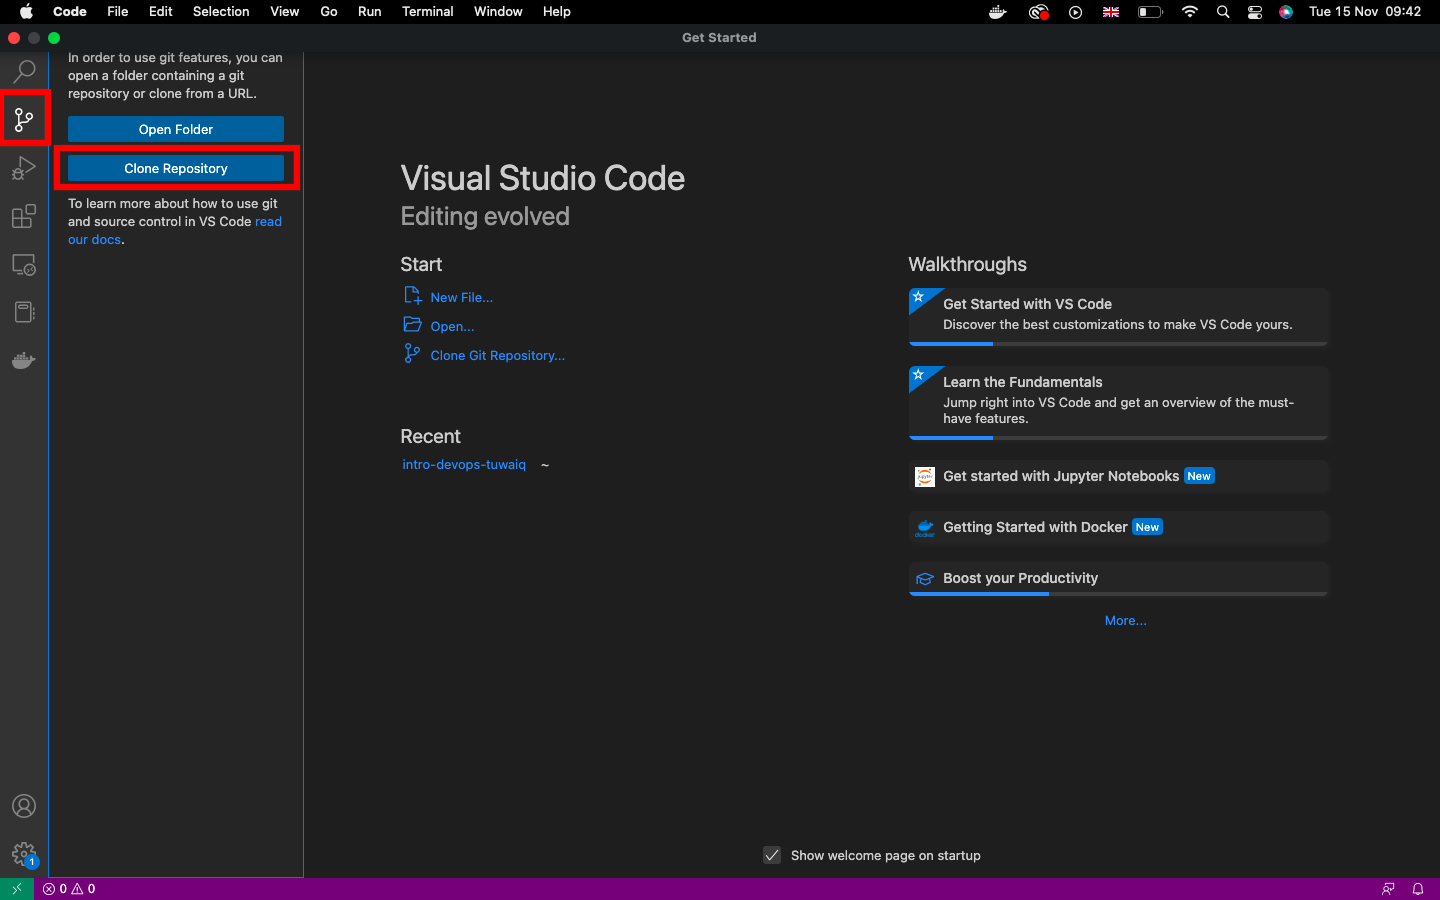 Code File Edit Selection View Go Run Terminal Window Help Tue 15 Nov 09:42
Get Started
In order to use git features, you can
open a folder containing a git
repository or clone from a URL.
Open Folder
Clone Repository
To learn more about how to use git
and source control in VS Code read
our docs.
Visual Studio Code
Editing evolved
Start
New File...
Open...
Clone Git Repository...
Recent
intro-devops-tuwaiq ~
Walkthroughs
Get Started with VS Code
Discover the best customizations to make VS Code yours.
Learn the Fundamentals
Jump right into VS Code and get an overview of the must-
have features.
jupyter
Get started with Jupyter Notebooks New
docker
Getting Started with Docker New
Boost your Productivity
More...
Show welcome page on startup
1
0 0